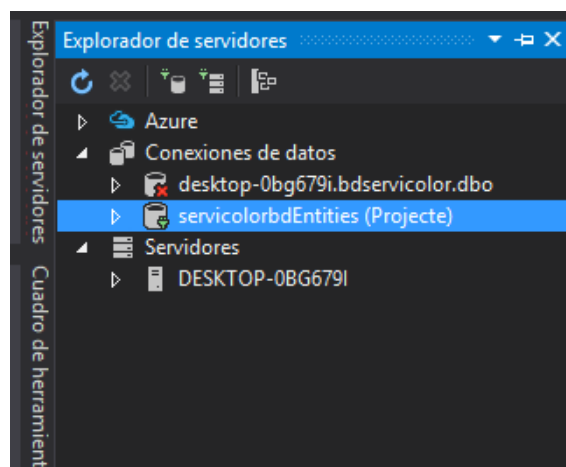 Explorador de servidores
Explorador de servidores
Azure
Conexiones de datos
desktop-0bg679i.bdservicolor.dbo
servicolorbdEntities (Projecte)
Servidores
DESKTOP-0BG679I
Cuadro de herramient